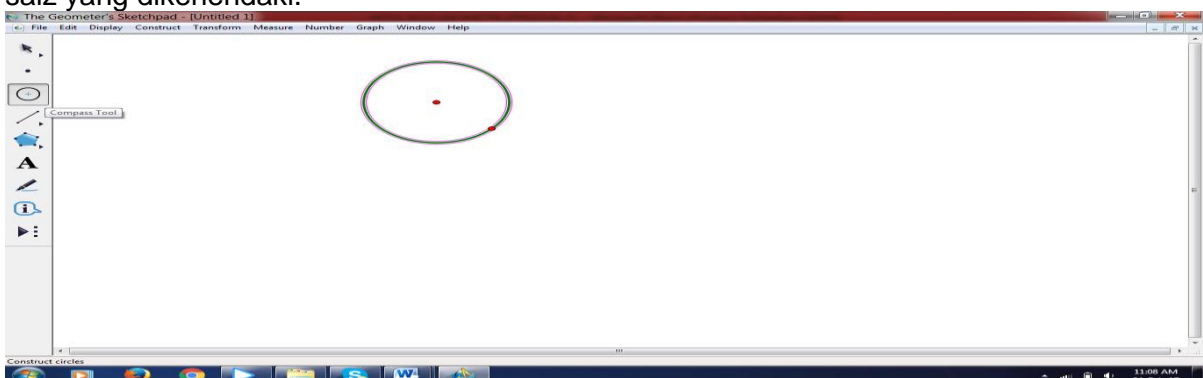 saiz yang dikehendaki.
The Geometer's Sketchpad - [Untitled 1]
File Edit Display Construct Transform Measure Number Graph Window Help
Compass Tool
A
Construct circles
11:08 AM